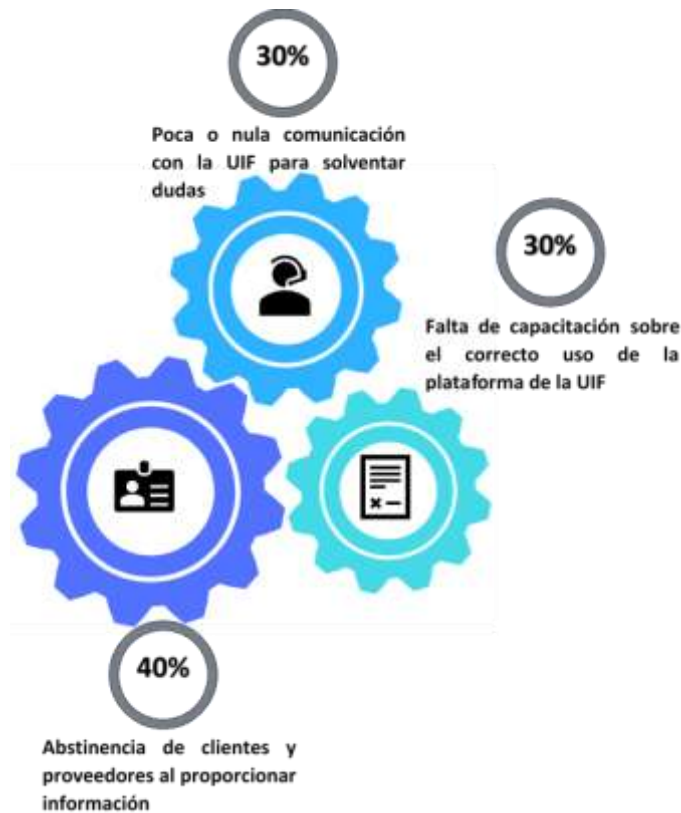 30%
Poca o nula comunicación
con la UIF para solventar
dudas
30%
Falta de capacitación sobre
el correcto uso de la
plataforma de la UIF
40%
Abstinencia de clientes y
proveedores al proporcionar
información